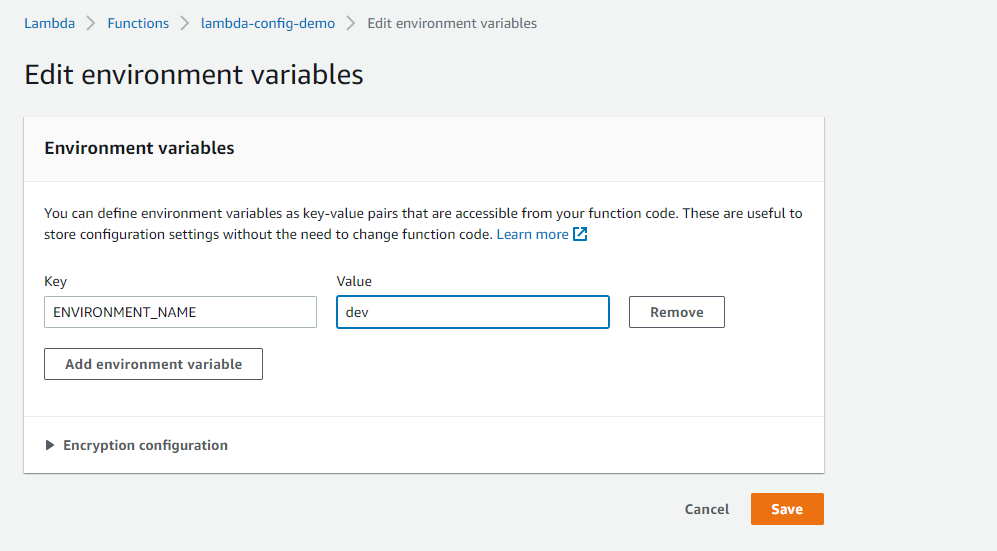 Lambda > Functions > lambda-config-demo > Edit environment variables
Edit environment variables
Environment variables
You can define environment variables as key-value pairs that are accessible from your function code. These are useful to
store configuration settings without the need to change function code. Learn more
Key Value
ENVIRONMENT_NAME dev Remove
Add environment variable
Encryption configuration
Cancel Save